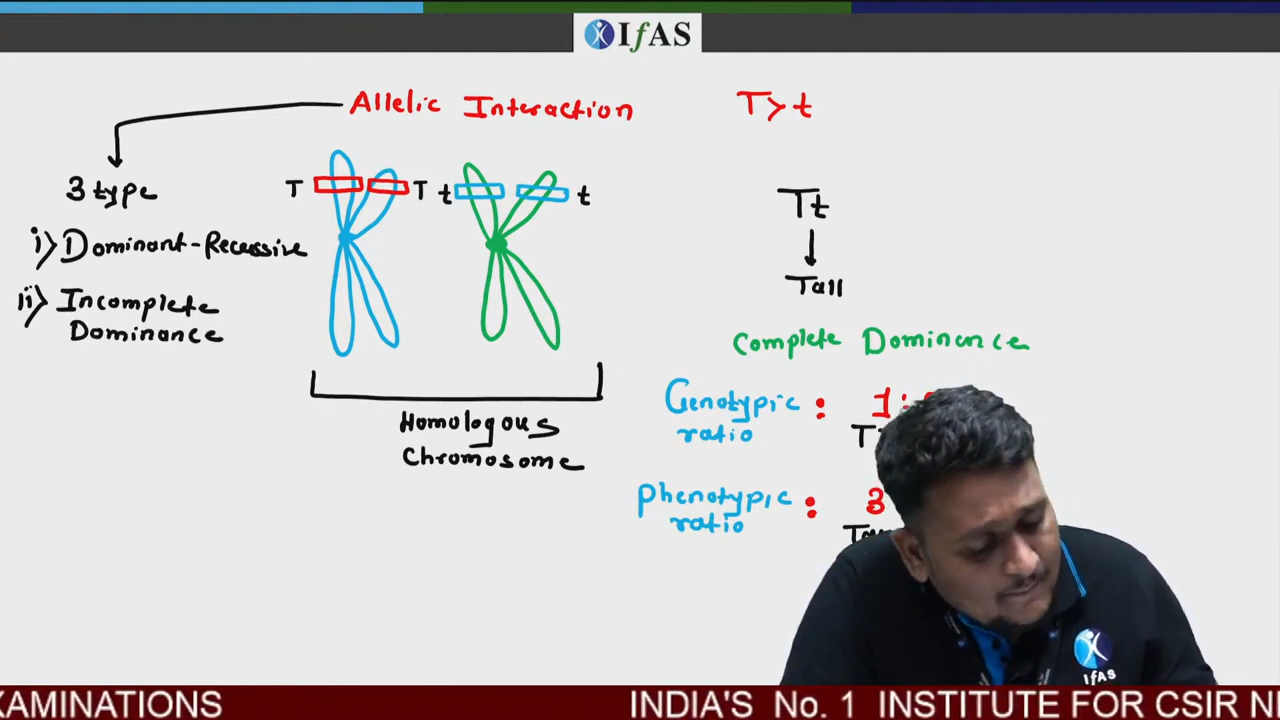 IfAS
Allelic Interaction
T>t
3 type
i> Dominant-Recessive
ii> Incomplete
Dominance
T
T
t
t
Tt
Tall
Complete Dominance
Homologous
Chromosome
Genotypic
ratio
: 1:
Phenotypic
ratio
: 3
IfAS
INDIA'S No. 1 INSTITUTE FOR CSIR